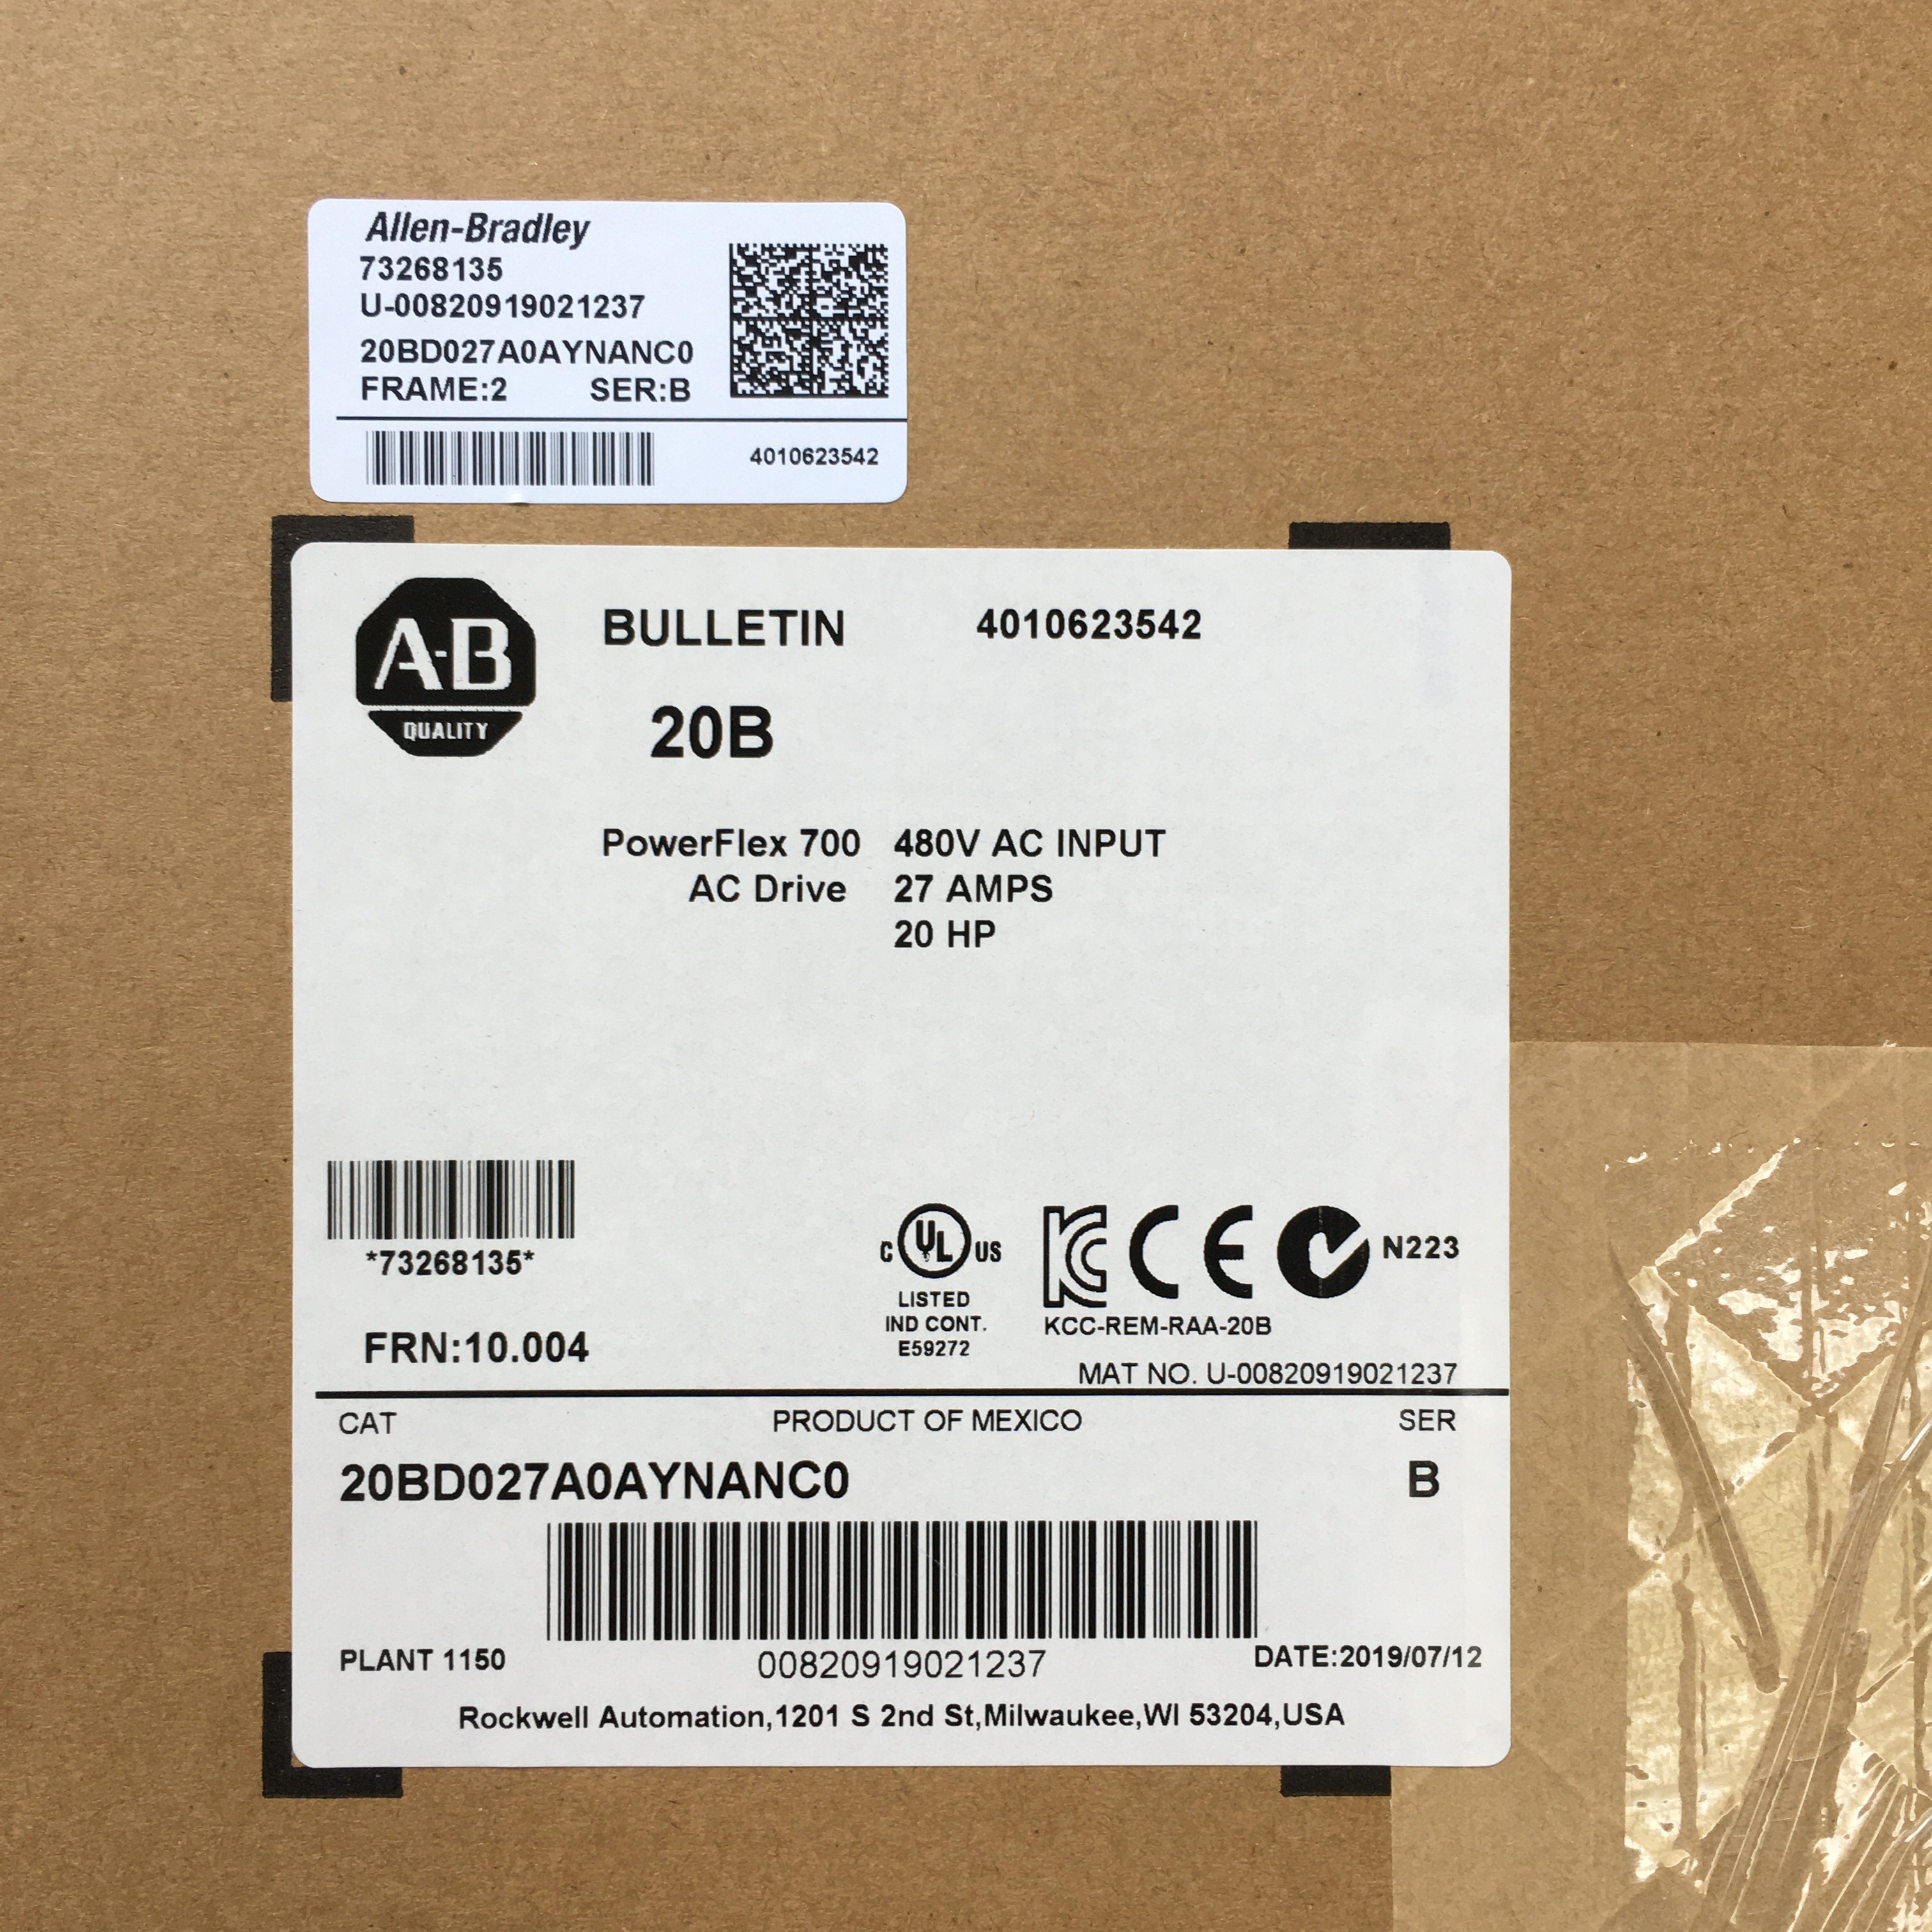 Allen-Bradley
73268135
U-00820919021237
20BD027A0AYNANC0
FRAME:2 SER:B
4010623542
A-B
QUALITY
BULLETIN 4010623542
20B
PowerFlex 700 480V AC INPUT
AC Drive 27 AMPS
20 HP
*73268135*
C UL US
LISTED
IND CONT.
E59272
KC CE N223
KCC-REM-RAA-20B
FRN:10.004
MAT NO. U-00820919021237
CAT PRODUCT OF MEXICO SER
20BD027A0AYNANC0 B
PLANT 1150 00820919021237 DATE:2019/07/12
Rockwell Automation,1201 S 2nd St,Milwaukee,WI 53204,USA